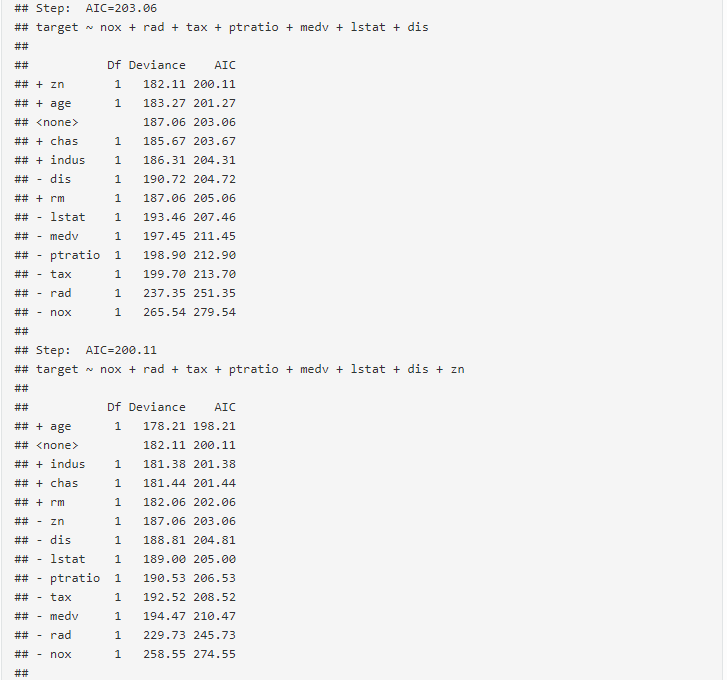 ## Step:  AIC=203.06
## target ~ nox + rad + tax + ptratio + medv + lstat + dis
##
##           Df Deviance    AIC
## + zn       1   182.11 200.11
## + age      1   183.27 201.27
## <none>         187.06 203.06
## + chas     1   185.67 203.67
## + indus    1   186.31 204.31
## - dis      1   190.72 204.72
## + rm       1   187.06 205.06
## - lstat    1   193.46 207.46
## - medv     1   197.45 211.45
## - ptratio  1   198.90 212.90
## - tax      1   199.70 213.70
## - rad      1   237.35 251.35
## - nox      1   265.54 279.54
##
## Step:  AIC=200.11
## target ~ nox + rad + tax + ptratio + medv + lstat + dis + zn
##
##           Df Deviance    AIC
## + age      1   178.21 198.21
## <none>         182.11 200.11
## + indus    1   181.38 201.38
## + chas     1   181.44 201.44
## + rm       1   182.06 202.06
## - zn       1   187.06 203.06
## - dis      1   188.81 204.81
## - lstat    1   189.00 205.00
## - ptratio  1   190.53 206.53
## - tax      1   192.52 208.52
## - medv     1   194.47 210.47
## - rad      1   229.73 245.73
## - nox      1   258.55 274.55
##